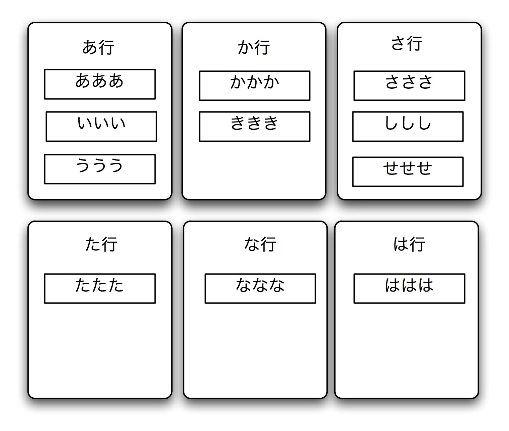 あ行
あああ
いいい
ううう
か行
かかか
ききき
さ行
さささ
ししし
せせせ
た行
たたた
な行
ななな
は行
ははは